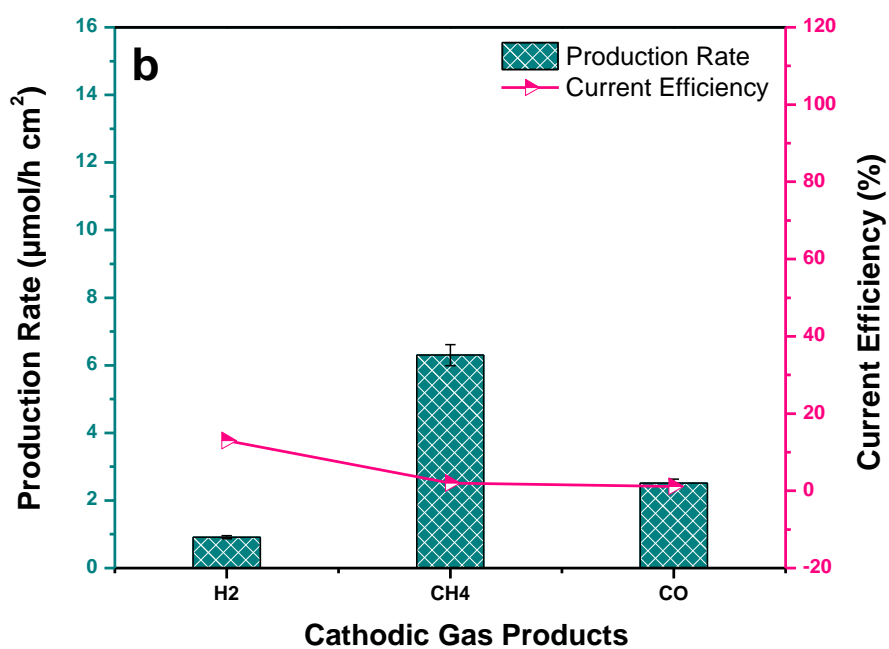 b
Production Rate
Current Efficiency
Production Rate (µmol/h cm²)
16
14
12
10
8
6
4
2
0
120
100
80
60
40
20
0
-20
Current Efficiency (%)
H2 CH4 CO
Cathodic Gas Products